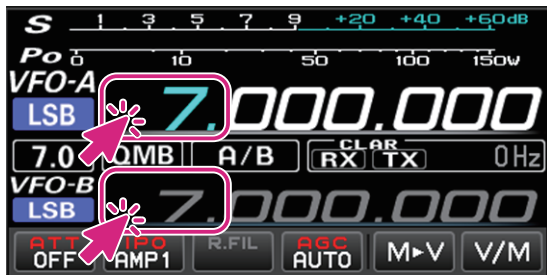 S 1 3 5 7 9 +20 +40 +60dB
Po 0 10 50 100 150W
VFO-A
LSB 7.000.000
7.0 QMB A/B CLAR RX TX 0Hz
VFO-B
LSB 7.000.000
ATT OFF IPO AMP1 R.FIL AGC AUTO M►V V/M